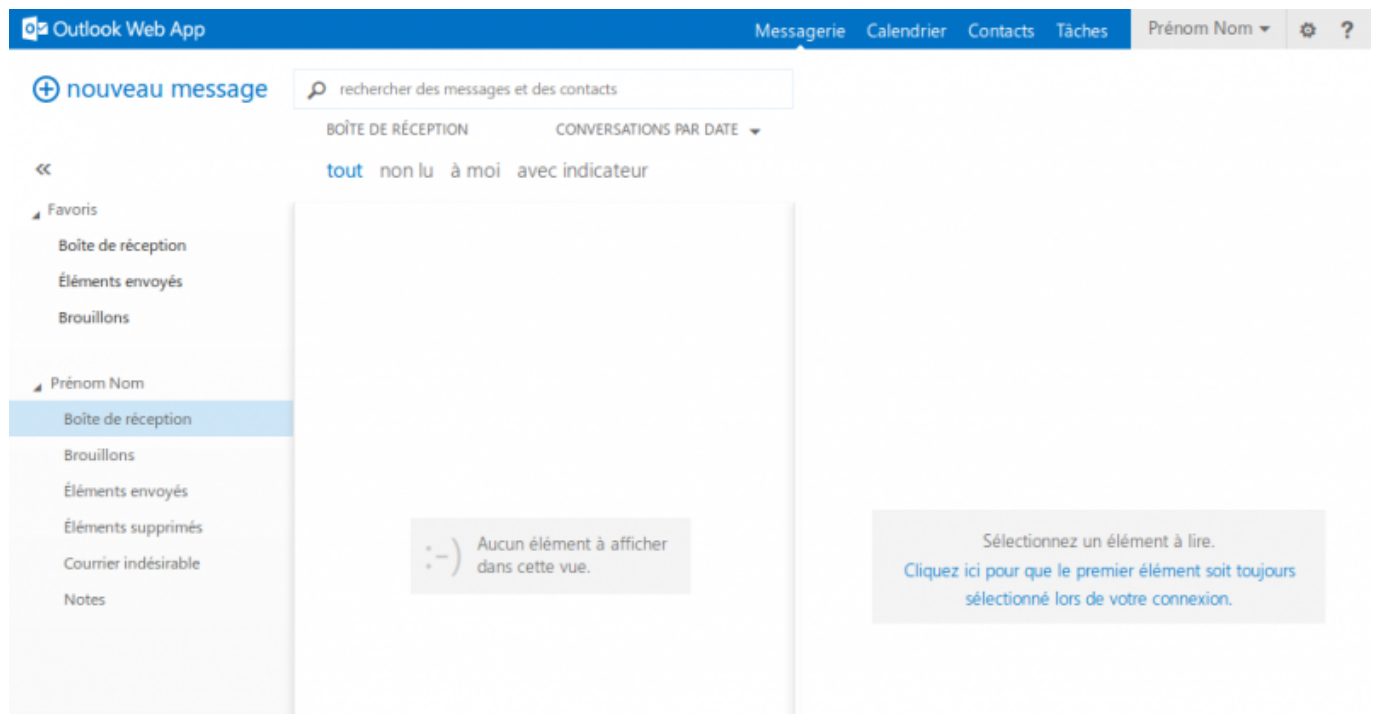 Outlook Web App
Messagerie Calendrier Contacts Tâches Prénom Nom ?
nouveau message
rechercher des messages et des contacts
BOÎTE DE RÉCEPTION CONVERSATIONS PAR DATE
tout non lu à moi avec indicateur
Favoris
Boîte de réception
Éléments envoyés
Brouillons
Prénom Nom
Boîte de réception
Brouillons
Éléments envoyés
Éléments supprimés
Courrier indésirable
Notes
:-) Aucun élément à afficher
dans cette vue.
Sélectionnez un élément à lire.
Cliquez ici pour que le premier élément soit toujours
sélectionné lors de votre connexion.